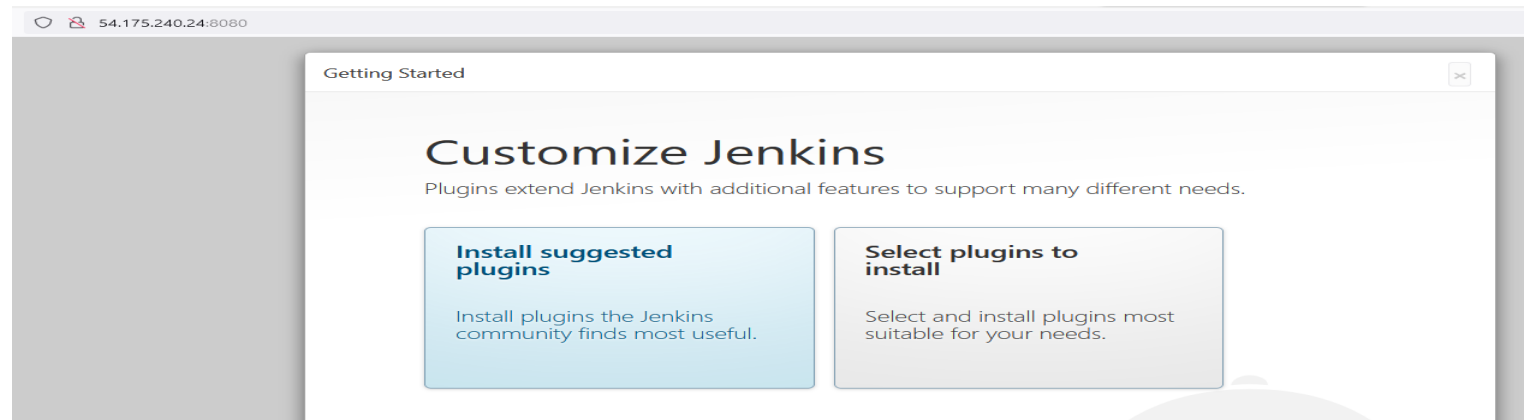 54.175.240.24:8080
Getting Started
Customize Jenkins
Plugins extend Jenkins with additional features to support many different needs.
Install suggested
plugins
Install plugins the Jenkins
community finds most useful.
Select plugins to
install
Select and install plugins most
suitable for your needs.